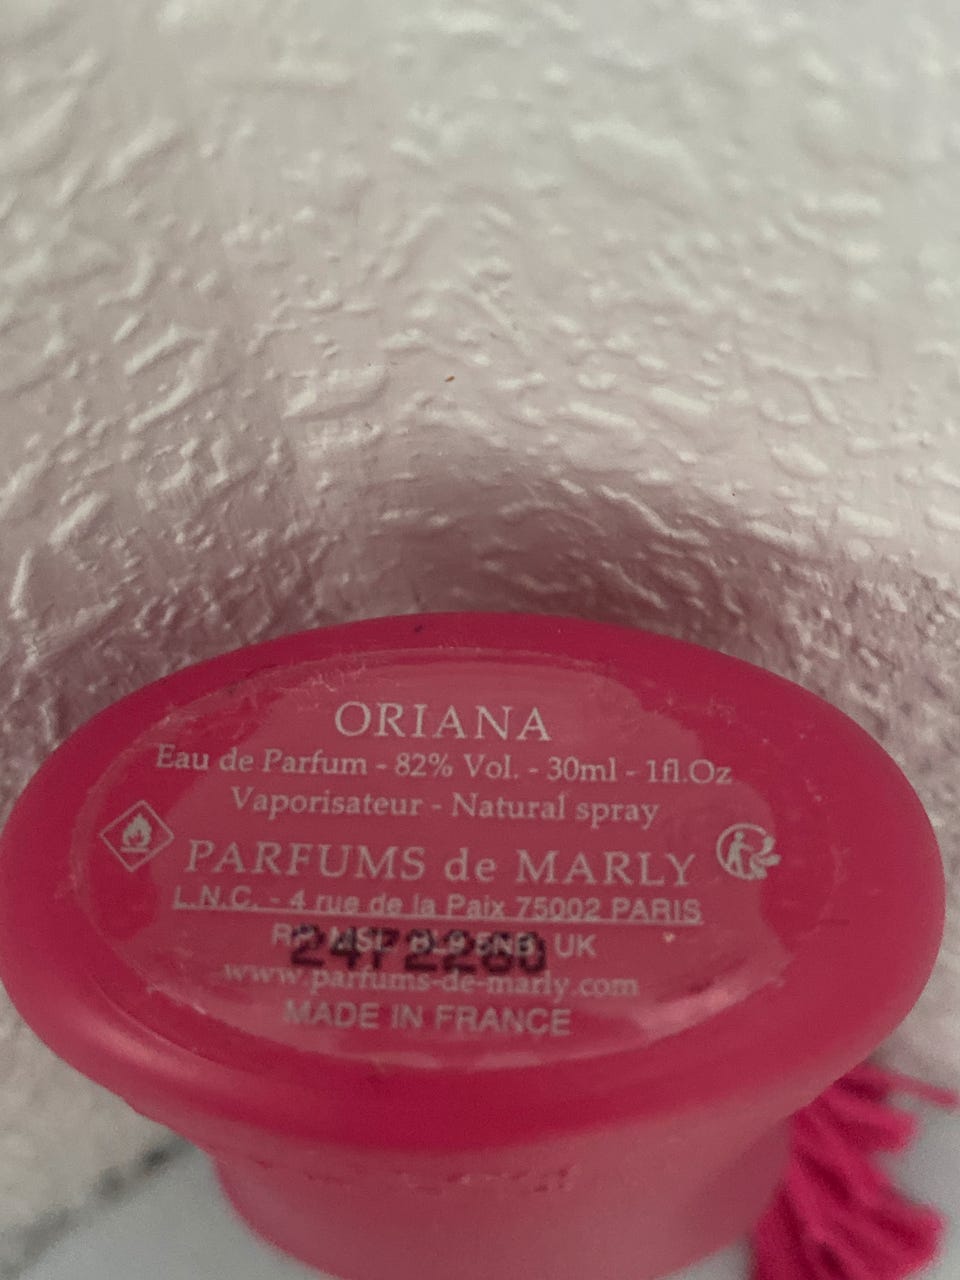 ORIANA
Eau de Parfum - 82% Vol. - 30ml - 1fl.Oz
Vaporisateur - Natural spray
PARFUMS de MARLY
L.N.C. - 4 rue de la Paix 75002 PARIS
UK
www.parfums-de-marly.com
MADE IN FRANCE